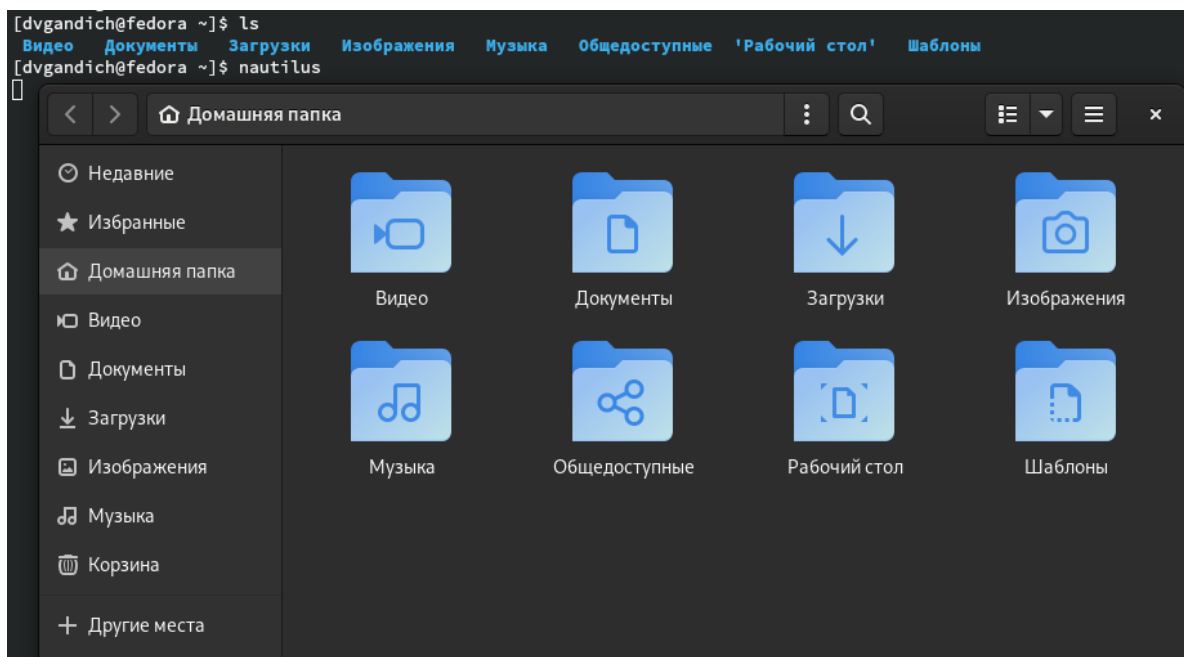 [dvgandich@fedora ~]$ ls
Видео Документы Загрузки Изображения Музыка Общедоступные 'Рабочий стол' Шаблоны
[dvgandich@fedora ~]$ nautilus
Домашняя папка
Недавние
Избранные
Домашняя папка
Видео
Документы
Загрузки
Изображения
Музыка
Корзина
Другие места
Видео Документы Загрузки Изображения
Музыка Общедоступные Рабочий стол Шаблоны